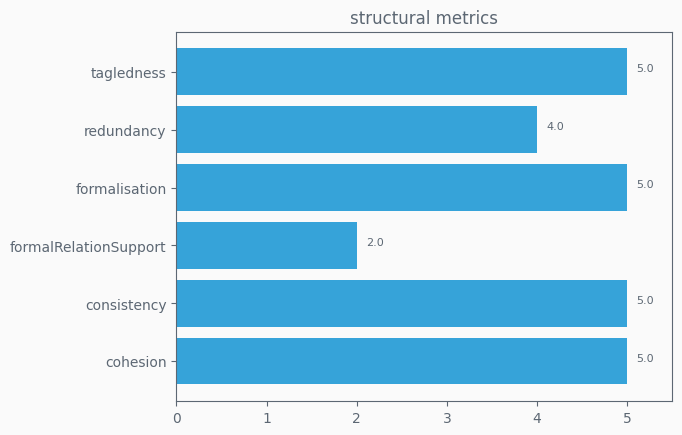 structural metrics
tagledness
5.0
redundancy
4.0
formalisation
5.0
formalRelationSupport
2.0
consistency
5.0
cohesion
5.0
0 1 2 3 4 5